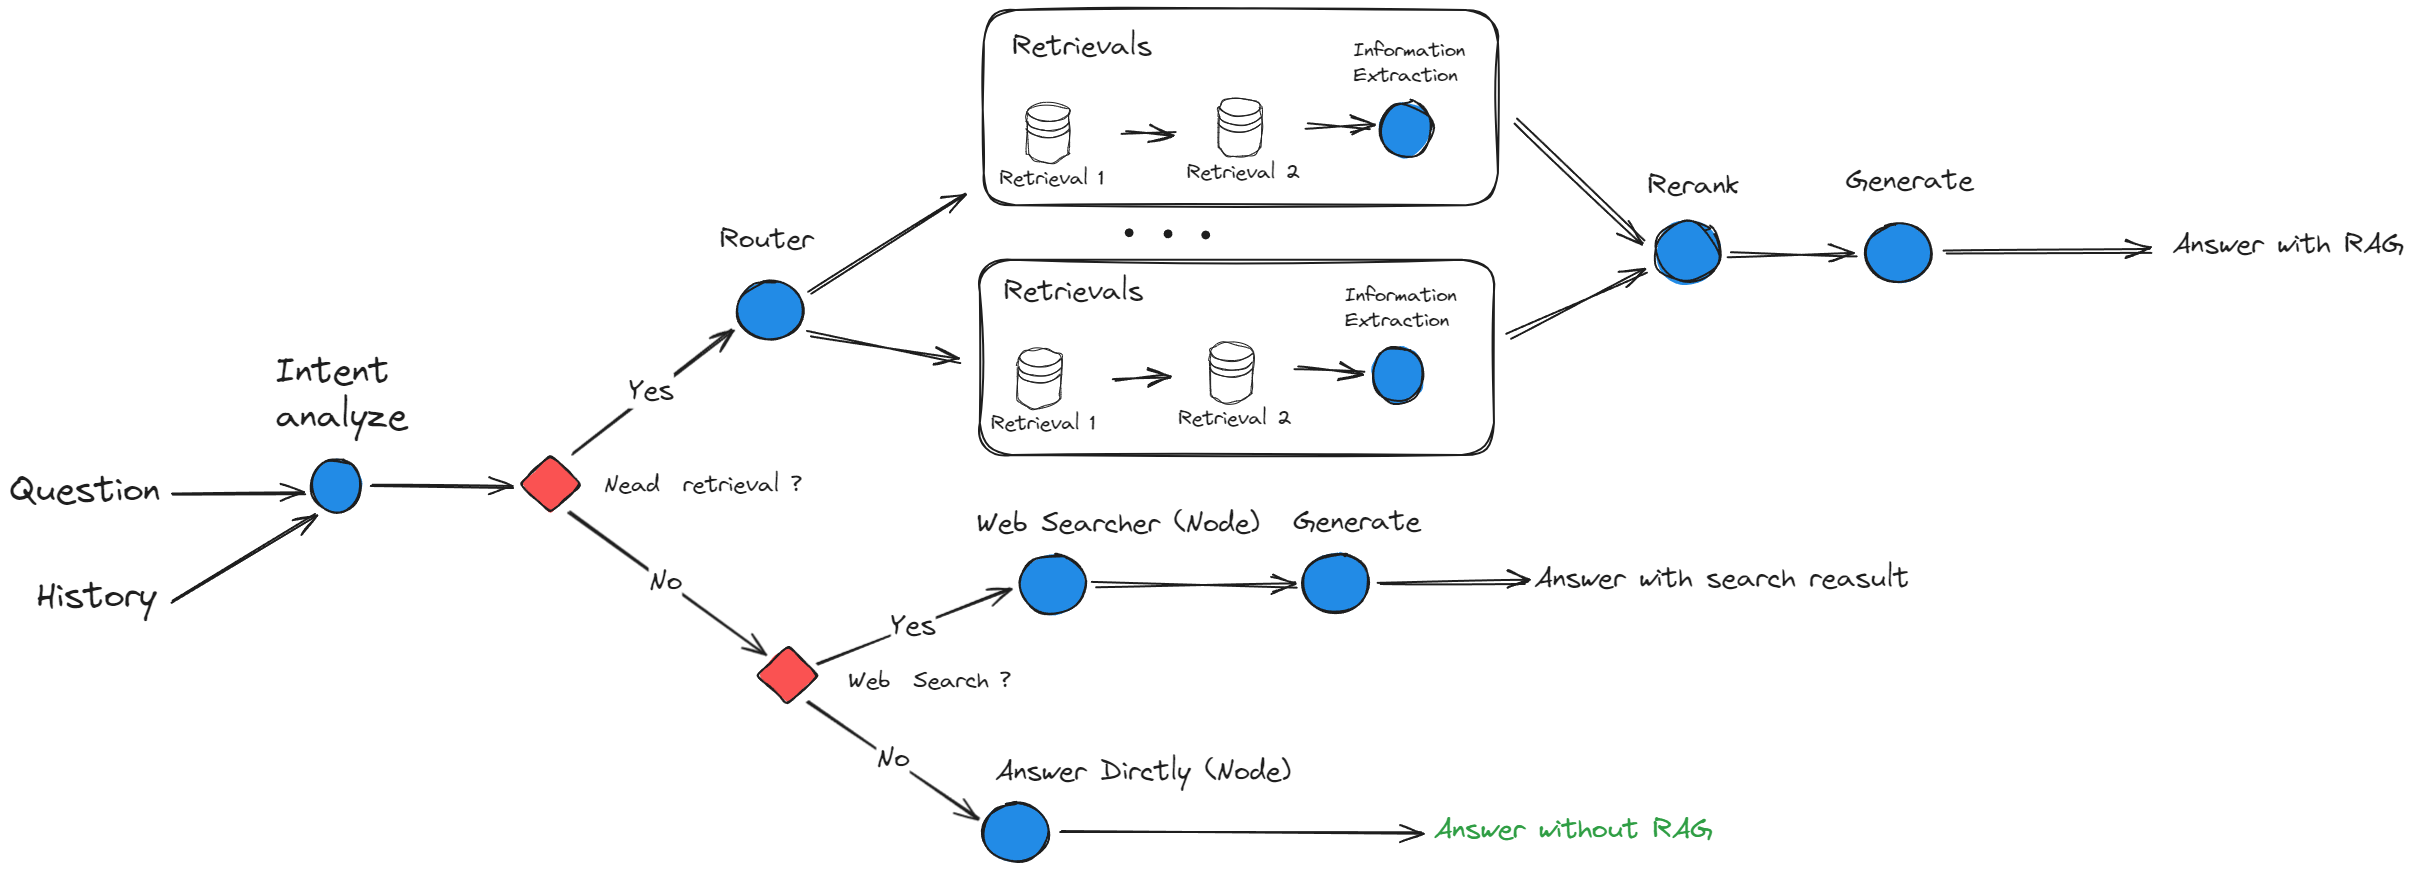 Retrievals
Information
Extraction
Retrieval 1
Retrieval 2
Rerank
Generate
Answer with RAG
Router
Retrievals
Information
Extraction
Retrieval 1
Retrieval 2
Yes
Intent
analyze
Question
Nead retrieval ?
History
No
Web Searcher (Node)
Generate
Answer with search reasult
Yes
Web Search ?
No
Answer Dirctly (Node)
Answer without RAG